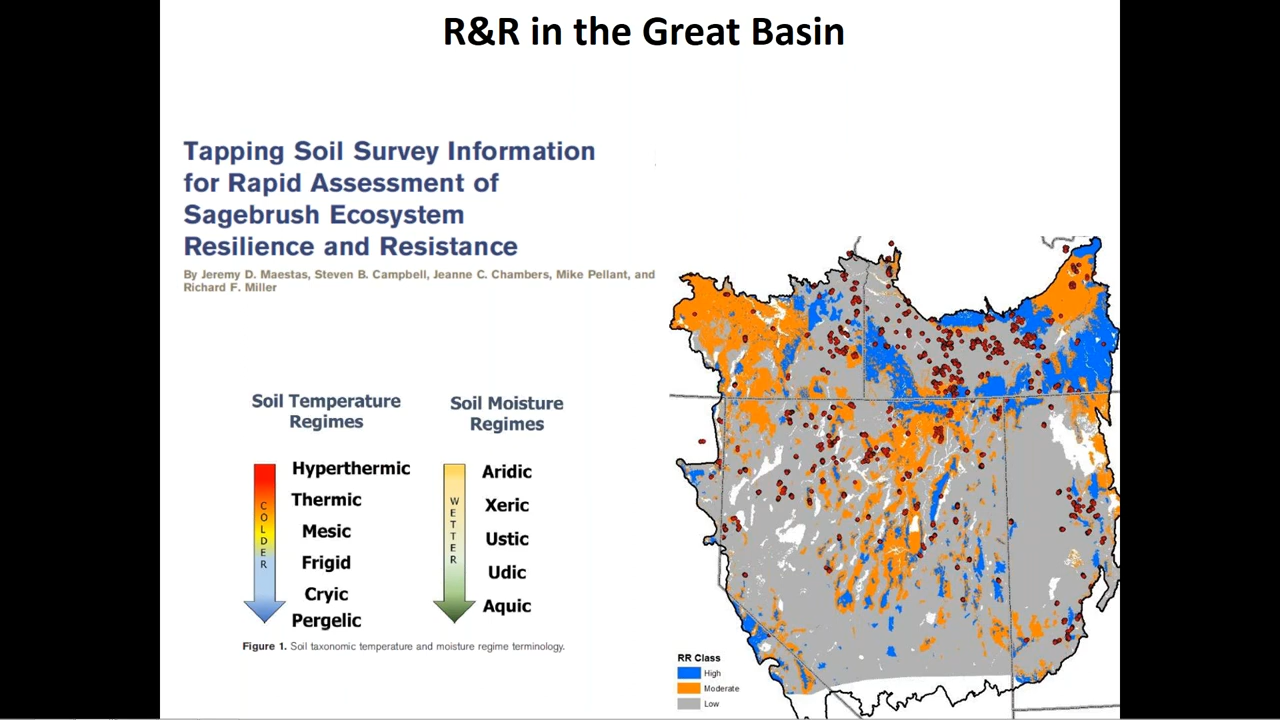 R&R in the Great Basin
Tapping Soil Survey Information
for Rapid Assessment of
Sagebrush Ecosystem
Resilience and Resistance
By Jeremy D. Maestas, Steven B. Campbell, Jeanne C. Chambers, Mike Pellant, and
Richard F. Miller
Soil Temperature
Regimes
COLDER
Hyperthermic
Thermic
Mesic
Frigid
Cryic
Pergelic
Soil Moisture
Regimes
WETTER
Aridic
Xeric
Ustic
Udic
Aquic
Figure 1. Soil taxonomic temperature and moisture regime terminology.
RR Class
High
Moderate
Low